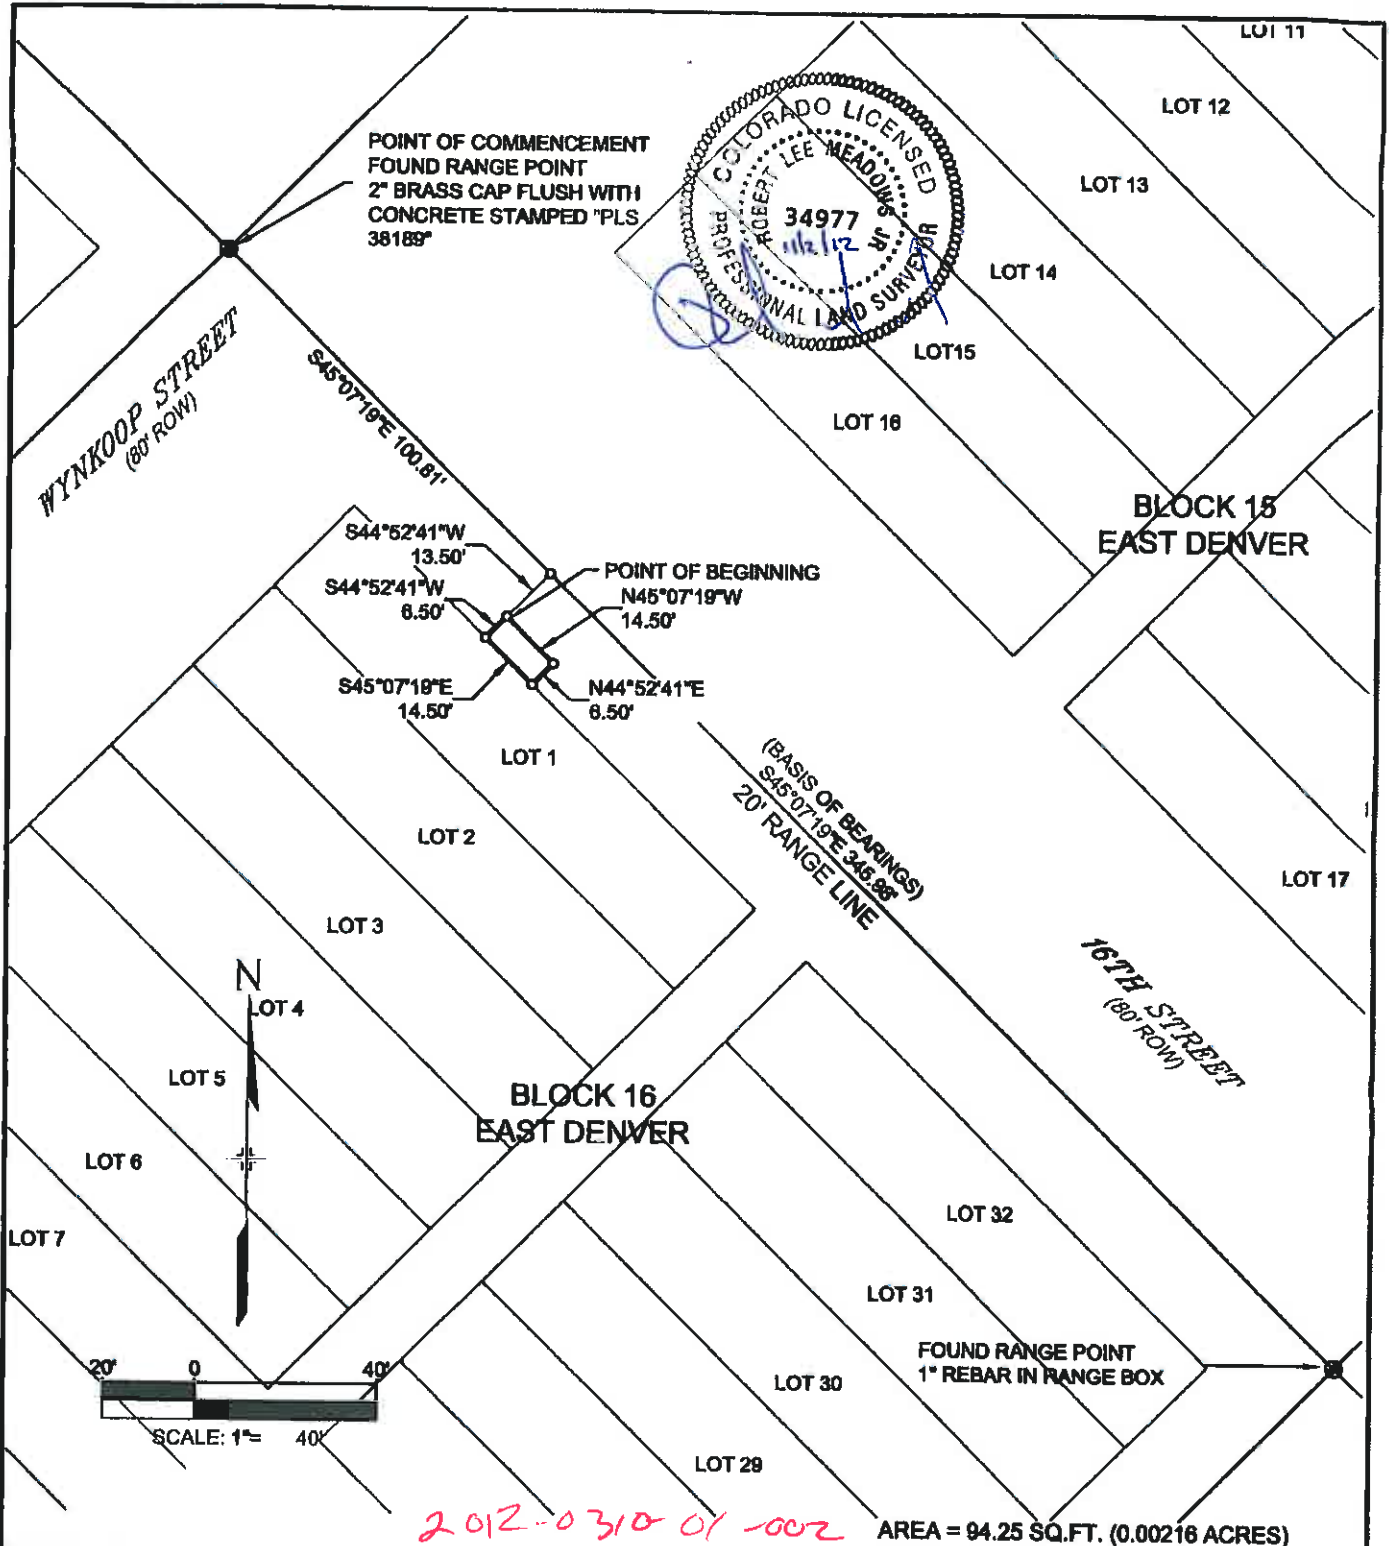 LOT 11
LOT 12
LOT 13
LOT 14
LOT15
LOT 16
COLORADO LICENSED
PROFESSIONAL LAND SURVEYOR
ROBERT LEE MEADOWS JR
34977
11/2/12
POINT OF COMMENCEMENT
FOUND RANGE POINT
2" BRASS CAP FLUSH WITH
CONCRETE STAMPED "PLS
38189"
WYNKOOP STREET
(80' ROW)
S45°07'19"E 100.81'
BLOCK 15
EAST DENVER
S44°52'41"W
13.50'
S44°52'41"W
6.50'
POINT OF BEGINNING
N45°07'19"W
14.50'
S45°07'19"E
14.50'
N44°52'41"E
6.50'
LOT 1
LOT 2
LOT 3
LOT 4
LOT 5
LOT 6
LOT 7
(BASIS OF BEARINGS)
S45°07'19"E 346.98'
20' RANGE LINE
LOT 17
16TH STREET
(80' ROW)
N
BLOCK 16
EAST DENVER
LOT 32
LOT 31
LOT 30
LOT 29
FOUND RANGE POINT
1" REBAR IN RANGE BOX
20' 0 40'
SCALE: 1"= 40'
2012-0310-01-002
AREA = 94.25 SQ.FT. (0.00216 ACRES)